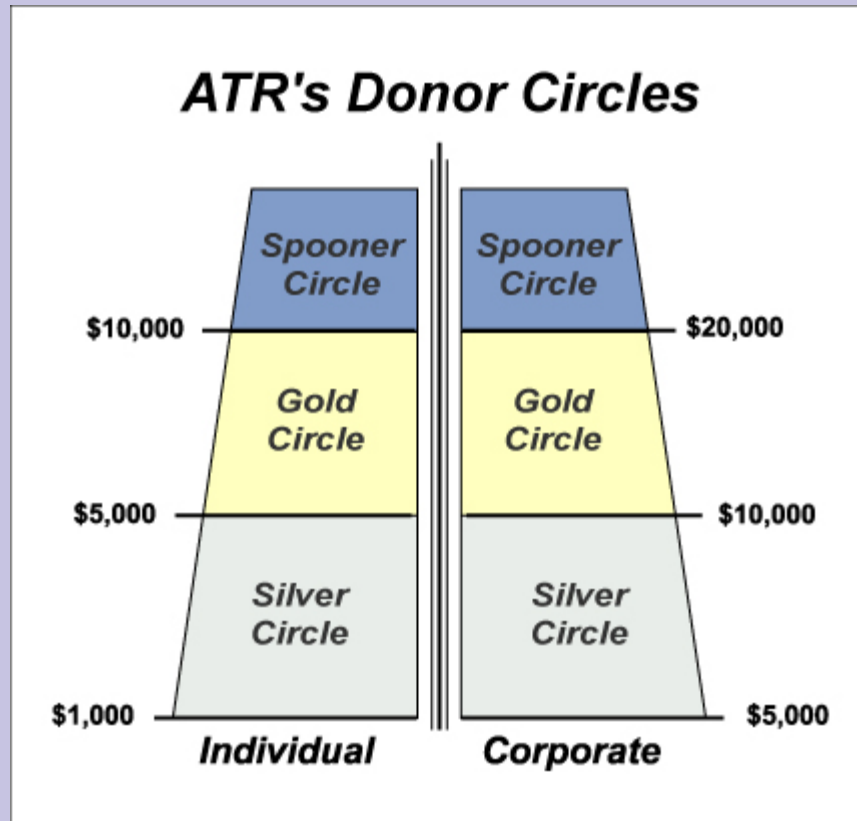 ATR's Donor Circles
Spooner
Circle
Spooner
Circle
$10,000
$20,000
Gold
Circle
Gold
Circle
$5,000
$10,000
Silver
Circle
Silver
Circle
$1,000
$5,000
Individual
Corporate